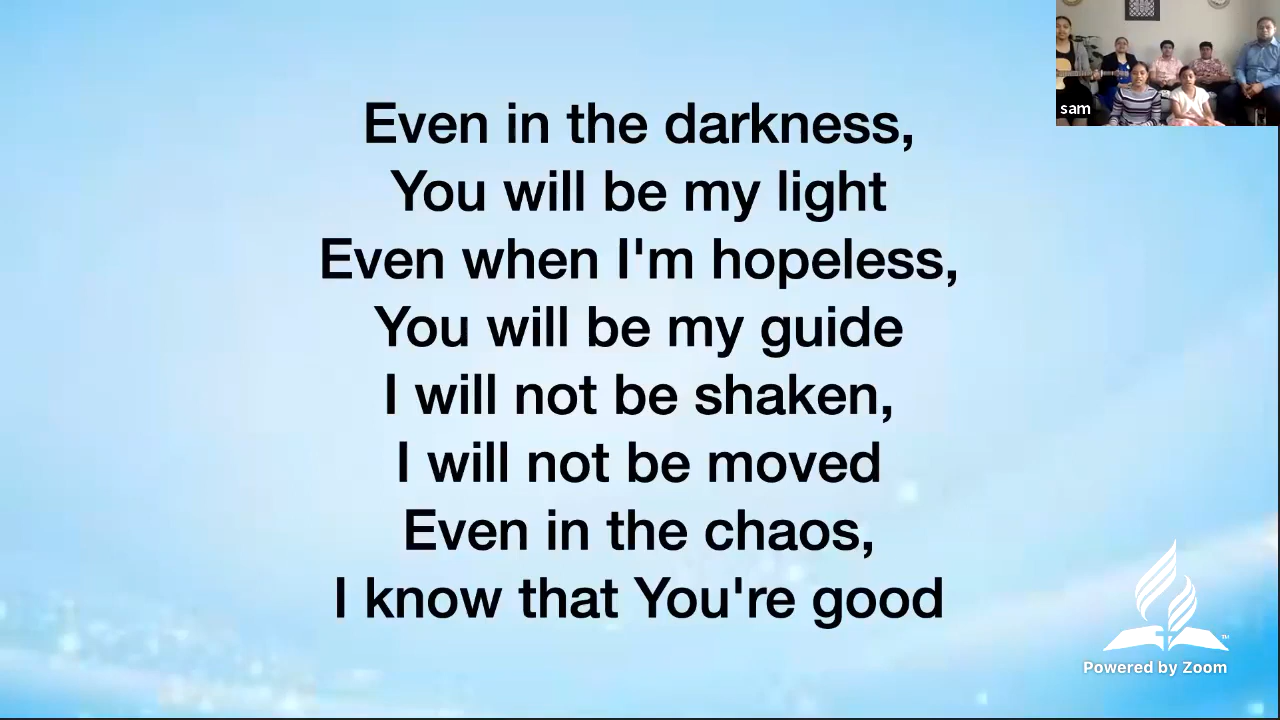 sam
Even in the darkness,
You will be my light
Even when I'm hopeless,
You will be my guide
I will not be shaken,
I will not be moved
Even in the chaos,
I know that You're good
TM
Powered by Zoom